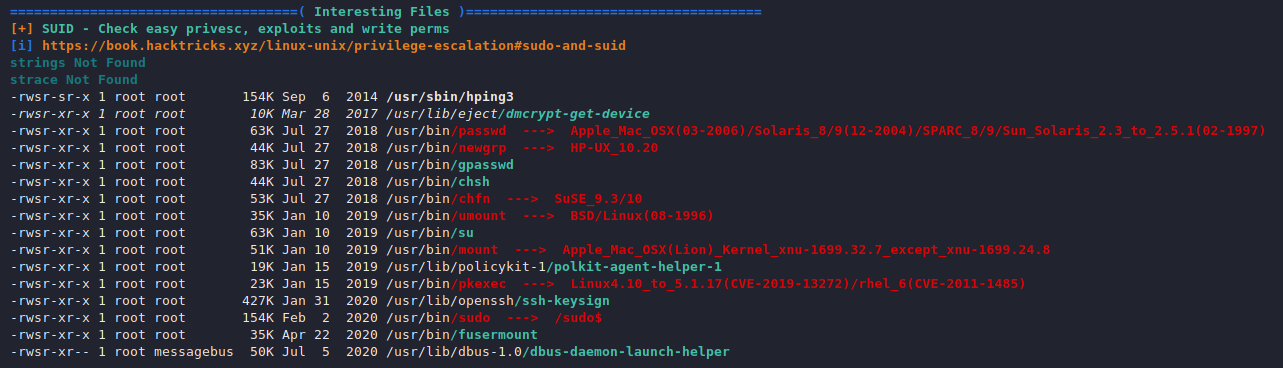 ====================================( Interesting Files )=====================================
[+] SUID - Check easy privesc, exploits and write perms
[i] https://book.hacktricks.xyz/linux-unix/privilege-escalation#sudo-and-suid
strings Not Found
strace Not Found
-rwsr-sr-x 1 root root       154K Sep  6  2014 /usr/sbin/hping3
-rwsr-xr-x 1 root root        10K Mar 28  2017 /usr/lib/eject/dmcrypt-get-device
-rwsr-xr-x 1 root root        63K Jul 27  2018 /usr/bin/passwd  --->  Apple_Mac_OSX(03-2006)/Solaris_8/9(12-2004)/SPARC_8/9/Sun_Solaris_2.3_to_2.5.1(02-1997)
-rwsr-xr-x 1 root root        44K Jul 27  2018 /usr/bin/newgrp  --->  HP-UX_10.20
-rwsr-xr-x 1 root root        83K Jul 27  2018 /usr/bin/gpasswd
-rwsr-xr-x 1 root root        44K Jul 27  2018 /usr/bin/chsh
-rwsr-xr-x 1 root root        53K Jul 27  2018 /usr/bin/chfn  --->  SuSE_9.3/10
-rwsr-xr-x 1 root root        35K Jan 10  2019 /usr/bin/umount  --->  BSD/Linux(08-1996)
-rwsr-xr-x 1 root root        63K Jan 10  2019 /usr/bin/su
-rwsr-xr-x 1 root root        51K Jan 10  2019 /usr/bin/mount  --->  Apple_Mac_OSX(Lion)_Kernel_xnu-1699.32.7_except_xnu-1699.24.8
-rwsr-xr-x 1 root root        19K Jan 15  2019 /usr/lib/policykit-1/polkit-agent-helper-1
-rwsr-xr-x 1 root root        23K Jan 15  2019 /usr/bin/pkexec  --->  Linux4.10_to_5.1.17(CVE-2019-13272)/rhel_6(CVE-2011-1485)
-rwsr-xr-x 1 root root       427K Jan 31  2020 /usr/lib/openssh/ssh-keysign
-rwsr-xr-x 1 root root       154K Feb  2  2020 /usr/bin/sudo  --->  /sudo$
-rwsr-xr-x 1 root root        35K Apr 22  2020 /usr/bin/fusermount
-rwsr-xr-- 1 root messagebus  50K Jul  5  2020 /usr/lib/dbus-1.0/dbus-daemon-launch-helper